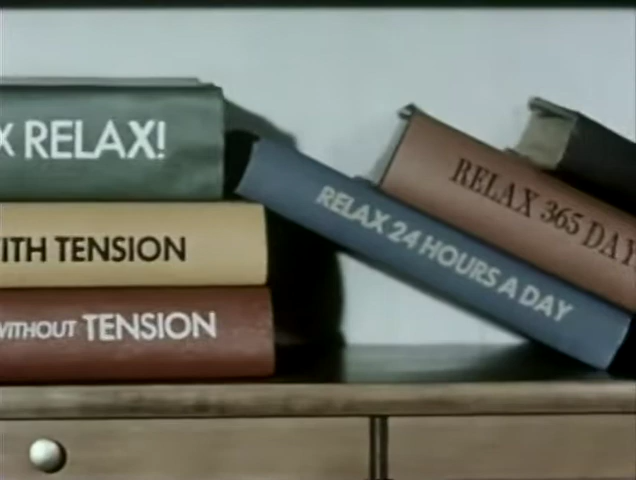 X RELAX!
ITH TENSION
WITHOUT TENSION
RELAX 24 HOURS A DAY
RELAX 365 DAY